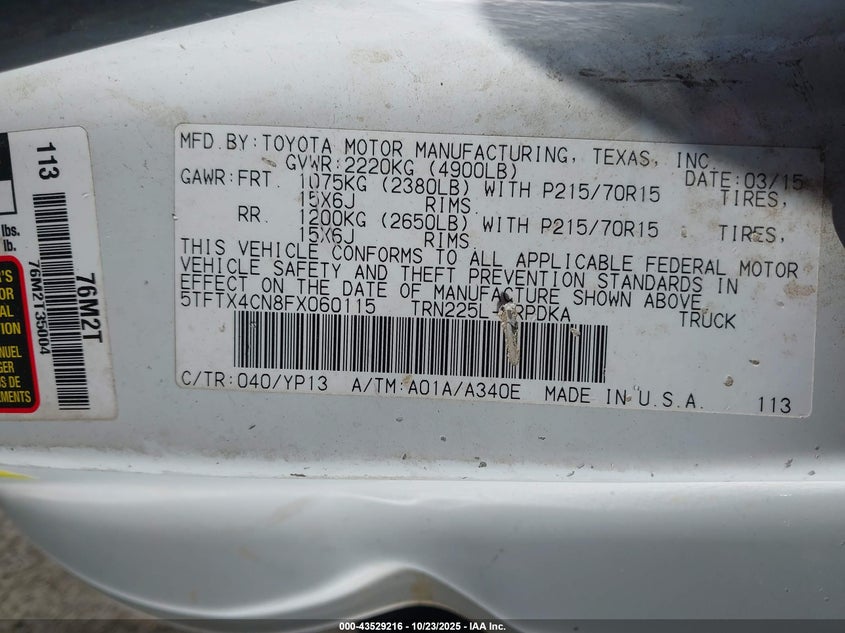 MFD.BY:TOYOTA MOTOR MANUFACTURING, TEXAS, INC.
GVWR:2220KG (4900LB) DATE:03/15
GAWR:FRT. 1075KG (2380LB) WITH P215/70R15 TIRES,
15X6J RIMS,
RR. 1200KG (2650LB) WITH P215/70R15 TIRES,
15X6J RIMS,
THIS VEHICLE CONFORMS TO ALL APPLICABLE FEDERAL MOTOR
VEHICLE SAFETY AND THEFT PREVENTION STANDARDS IN
EFFECT ON THE DATE OF MANUFACTURE SHOWN ABOVE.
5TFTX4CN8FX060115 TRUCK
C/TR:040/YP13 A/TM:A01A/A340E MADE IN U.S.A.
113
113
76M2T
76M2T35004
lbs.
lb.
000-43529216 - 10/23/2025 - IAA Inc.